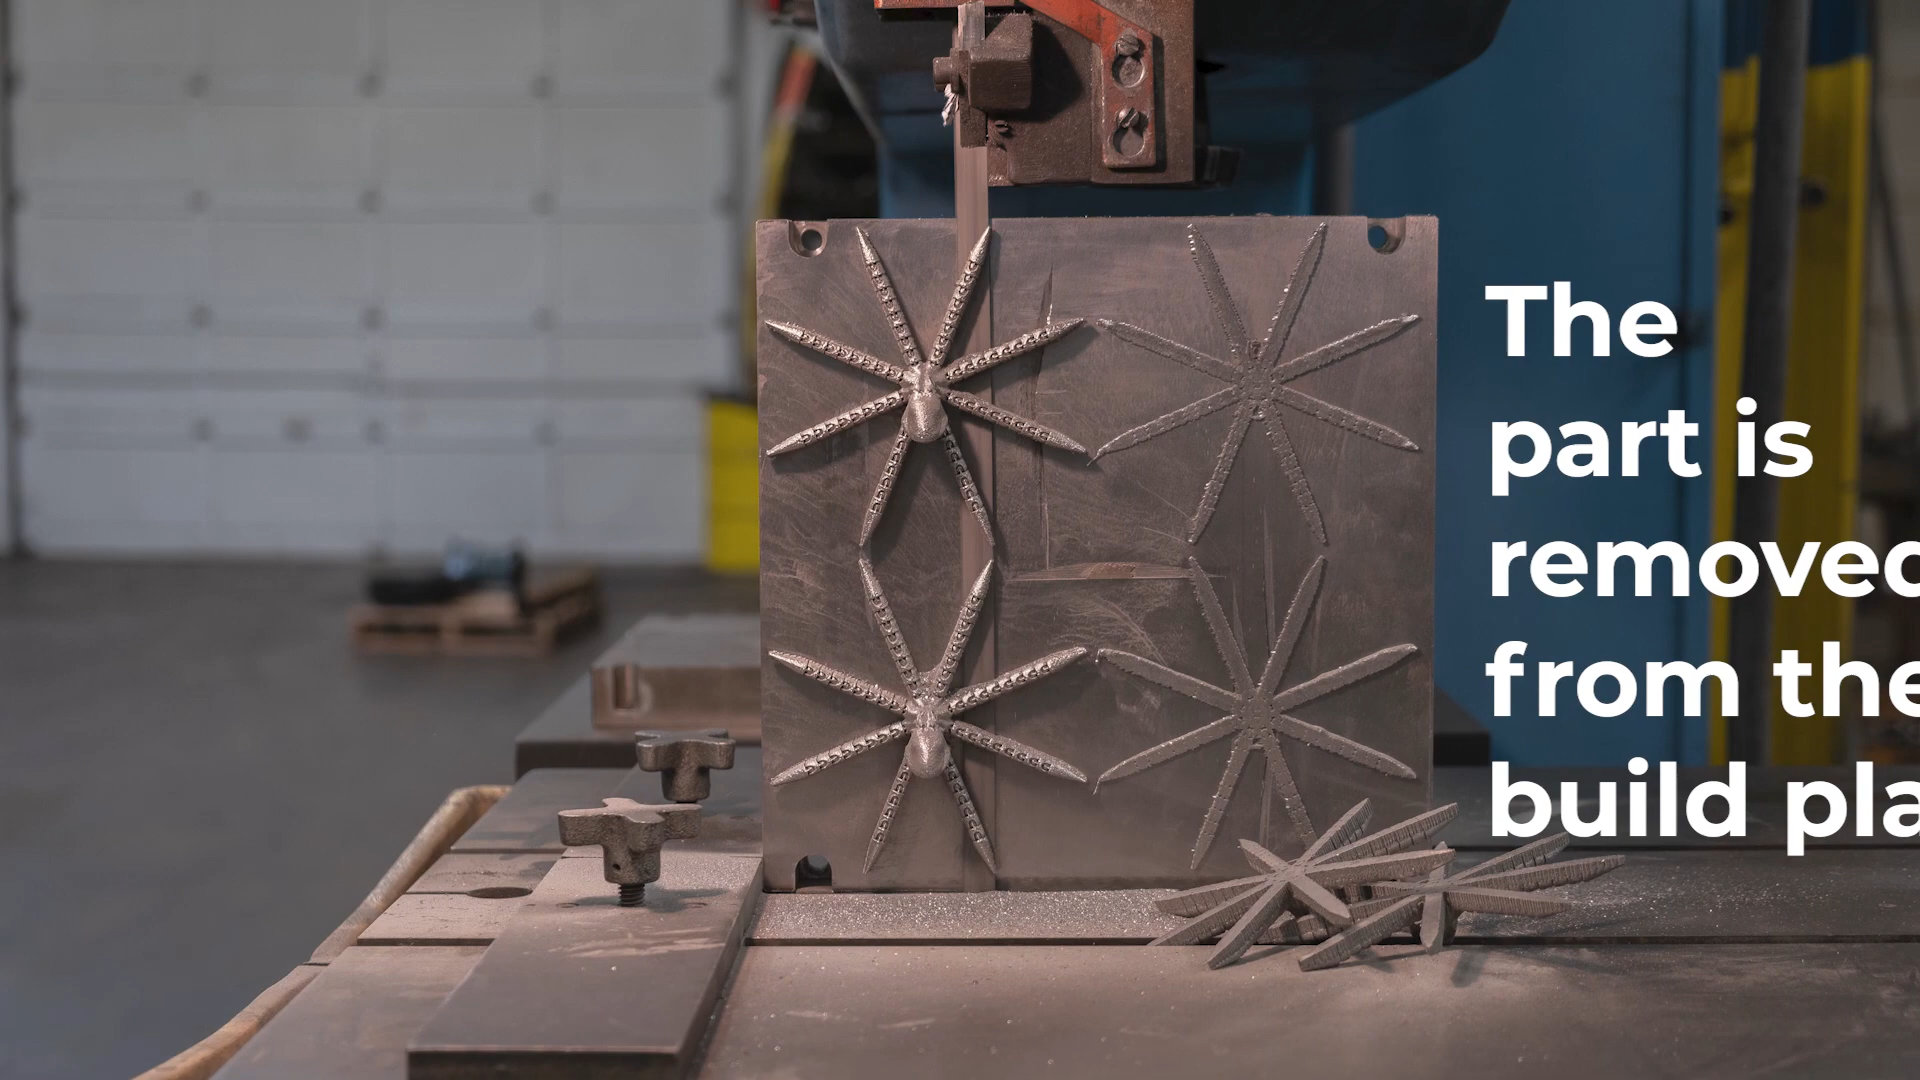 The
part is
removed
from the
build pla